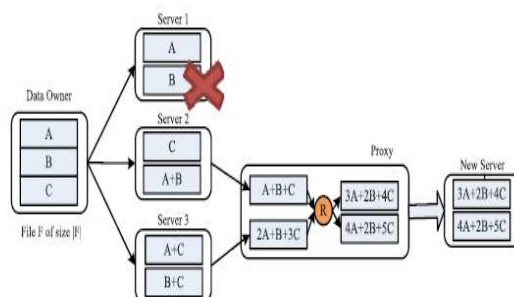 Server 1
A
B
Data Owner
A
B
C
File F of size |F|
Server 2
C
A+B
Server 3
A+C
B+C
Proxy
A+B+C
2A+B+3C
R
3A+2B+4C
4A+2B+5C
New Server
3A+2B+4C
4A+2B+5C